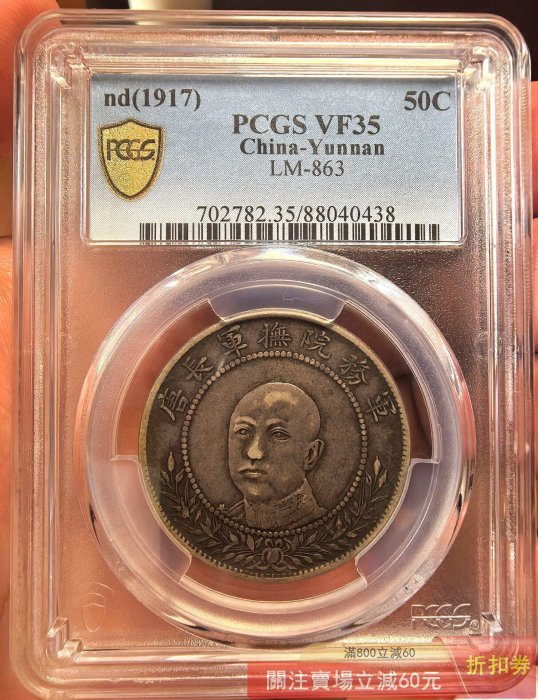 nd(1917) 50C
PCGS VF35
China-Yunnan
LM-863
PCGS
702782.35/88040438
軍務院撫軍長唐
PCGS
滿800立減60
關注賣場立減60元
折扣券